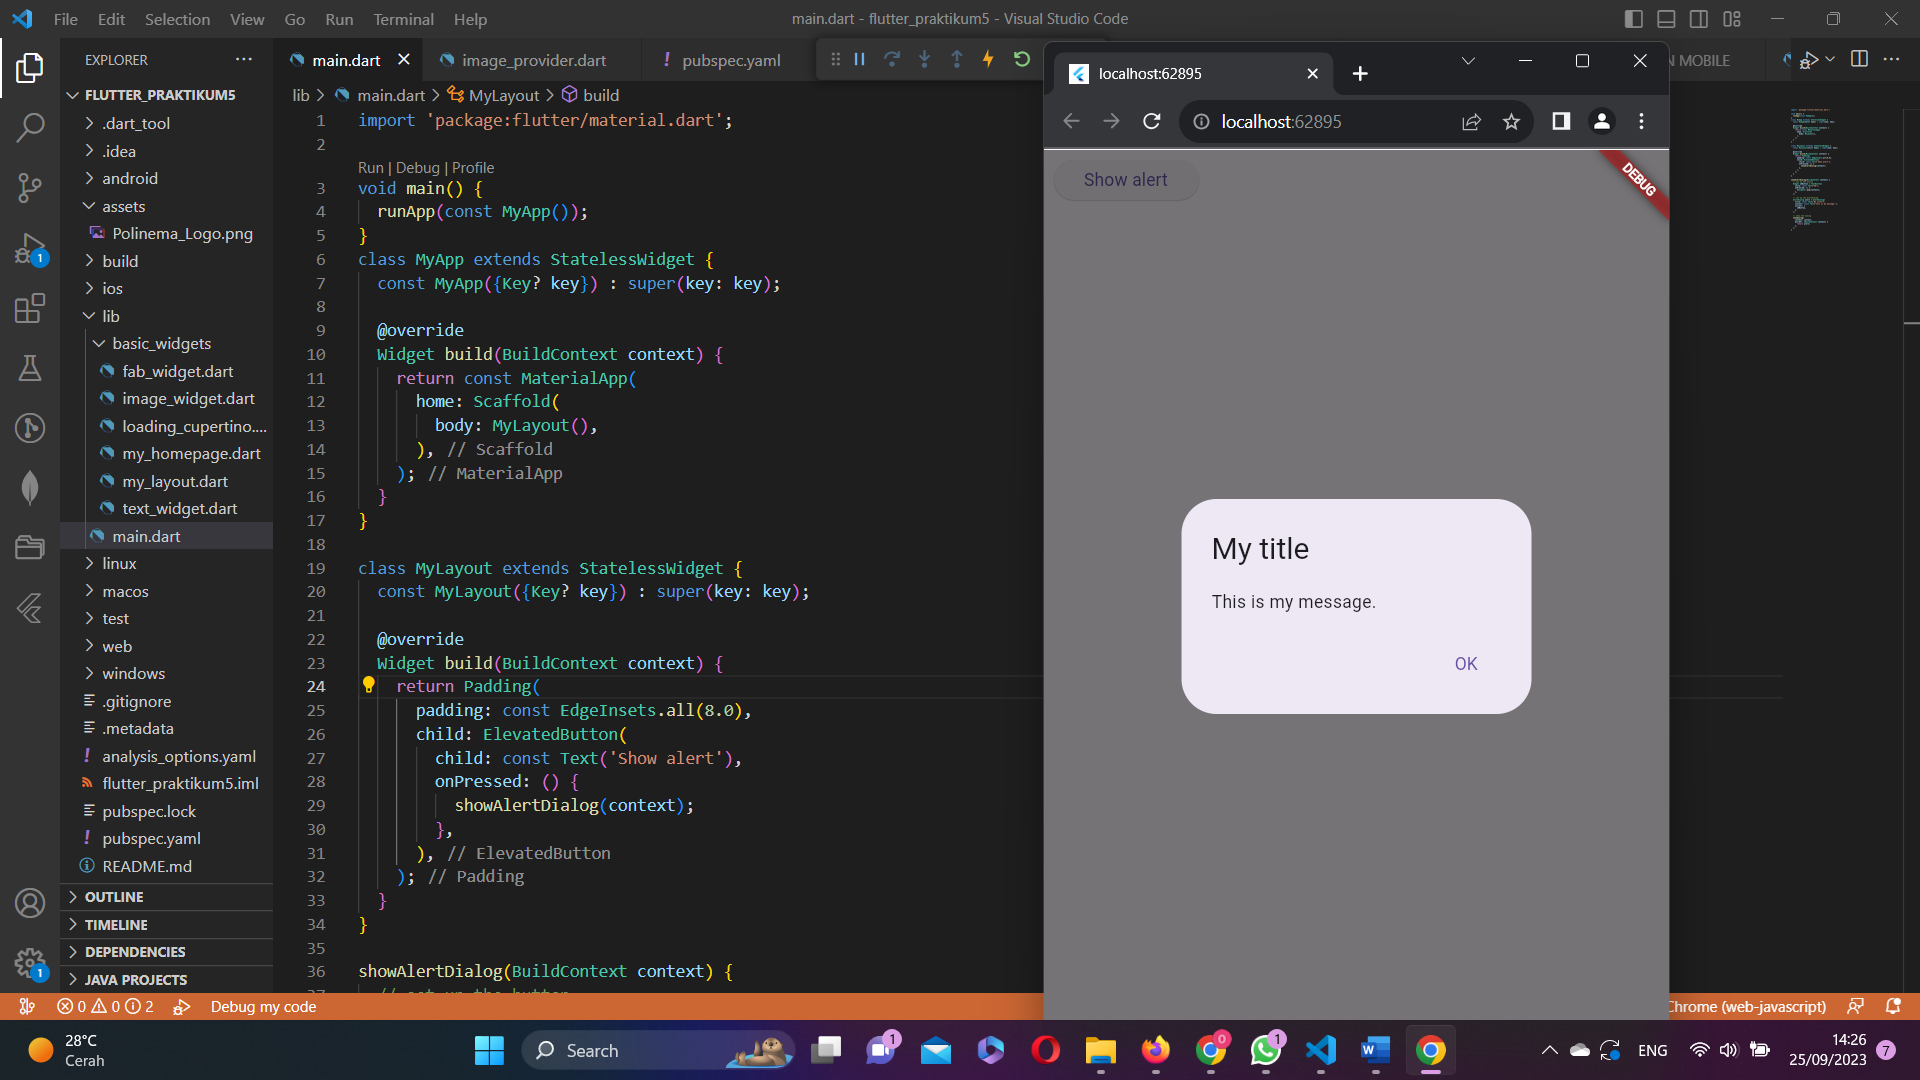 File Edit Selection View Go Run Terminal Help
main.dart - flutter_praktikum5 - Visual Studio Code
EXPLORER
FLUTTER_PRAKTIKUM5
.dart_tool
.idea
android
assets
Polinema_Logo.png
build
ios
lib
basic_widgets
fab_widget.dart
image_widget.dart
loading_cupertino....
my_homepage.dart
my_layout.dart
text_widget.dart
main.dart
linux
macos
test
web
windows
.gitignore
.metadata
analysis_options.yaml
flutter_praktikum5.iml
pubspec.lock
pubspec.yaml
README.md
OUTLINE
TIMELINE
DEPENDENCIES
JAVA PROJECTS
1
1
main.dart image_provider.dart ! pubspec.yaml
N MOBILE
lib > main.dart > MyLayout > build
1 import 'package:flutter/material.dart';
2
Run | Debug | Profile
3 void main() {
4 runApp(const MyApp());
5 }
6 class MyApp extends StatelessWidget {
7 const MyApp({Key? key}) : super(key: key);
8
9 @override
10 Widget build(BuildContext context) {
11 return const MaterialApp(
12 home: Scaffold(
13 body: MyLayout(),
14 ), // Scaffold
15 ); // MaterialApp
16 }
17 }
18
19 class MyLayout extends StatelessWidget {
20 const MyLayout({Key? key}) : super(key: key);
21
22 @override
23 Widget build(BuildContext context) {
24 return Padding(
25 padding: const EdgeInsets.all(8.0),
26 child: ElevatedButton(
27 child: const Text('Show alert'),
28 onPressed: () {
29 showAlertDialog(context);
30 },
31 ), // ElevatedButton
32 ); // Padding
33 }
34 }
35
36 showAlertDialog(BuildContext context) {
localhost:62895
localhost:62895
Show alert
DEBUG
My title
This is my message.
OK
0 0 2 Debug my code
Chrome (web-javascript)
28°C
Cerah
Search
1
0
1
ENG
14:26
25/09/2023
7